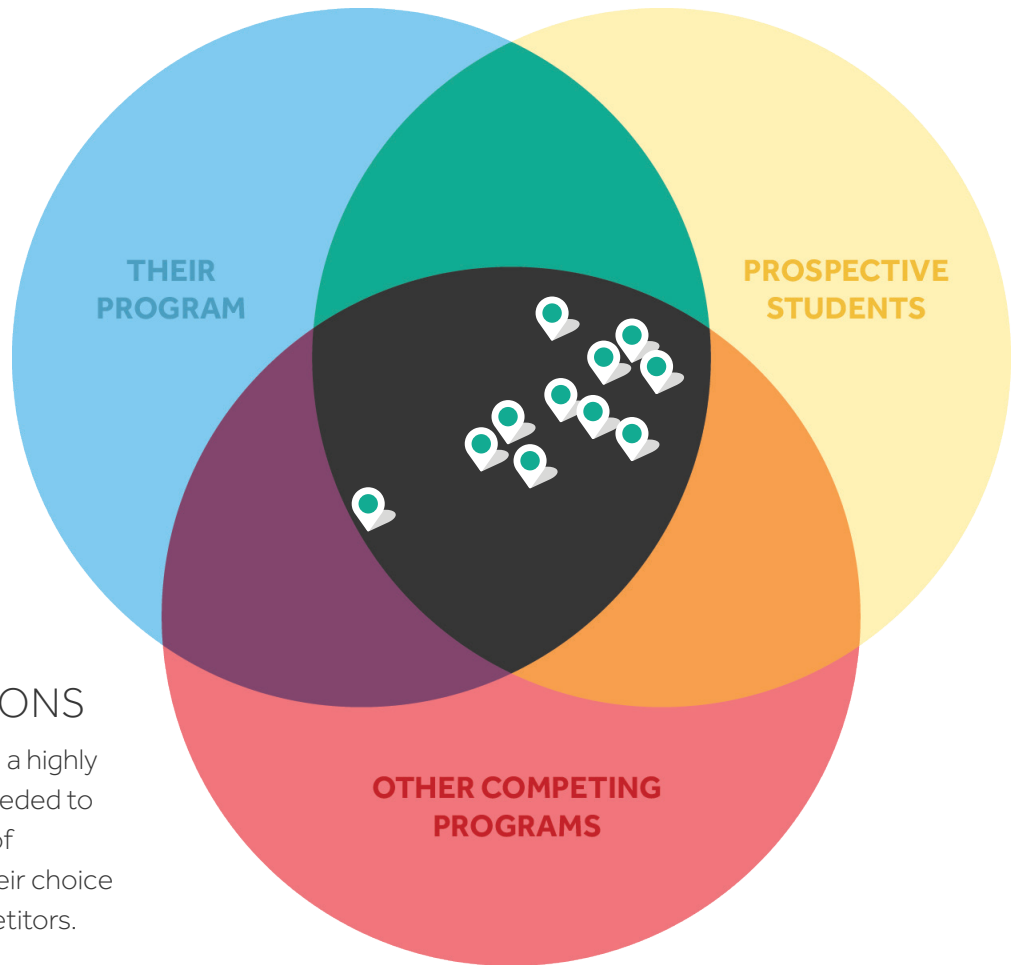 THEIR
PROGRAM
PROSPECTIVE
STUDENTS
OTHER COMPETING
PROGRAMS
ONS
a highly
eded to
of
eir choice
etitors.